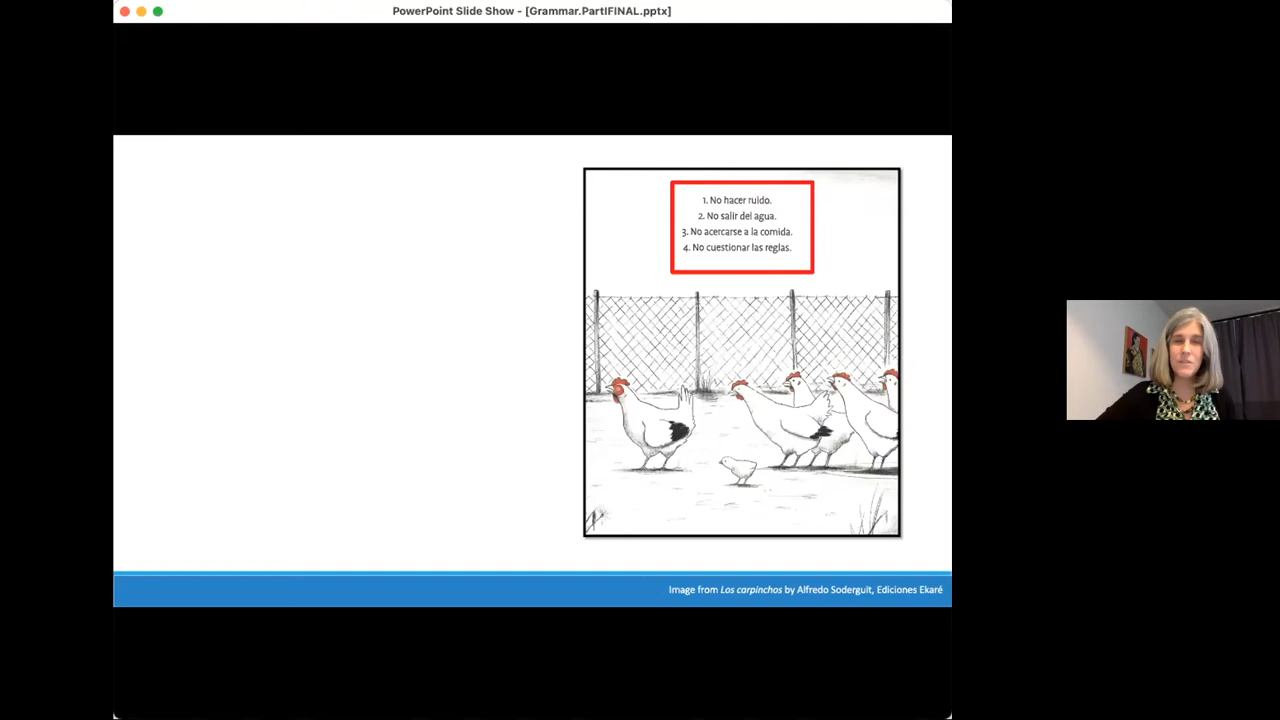 PowerPoint Slide Show - [Grammar.PartIFINAL.pptx]
1. No hacer ruido.
2. No salir del agua.
3. No acercarse a la comida.
4. No cuestionar las reglas.
Image from Los carpinchos by Alfredo Soderguit, Ediciones Ekaré